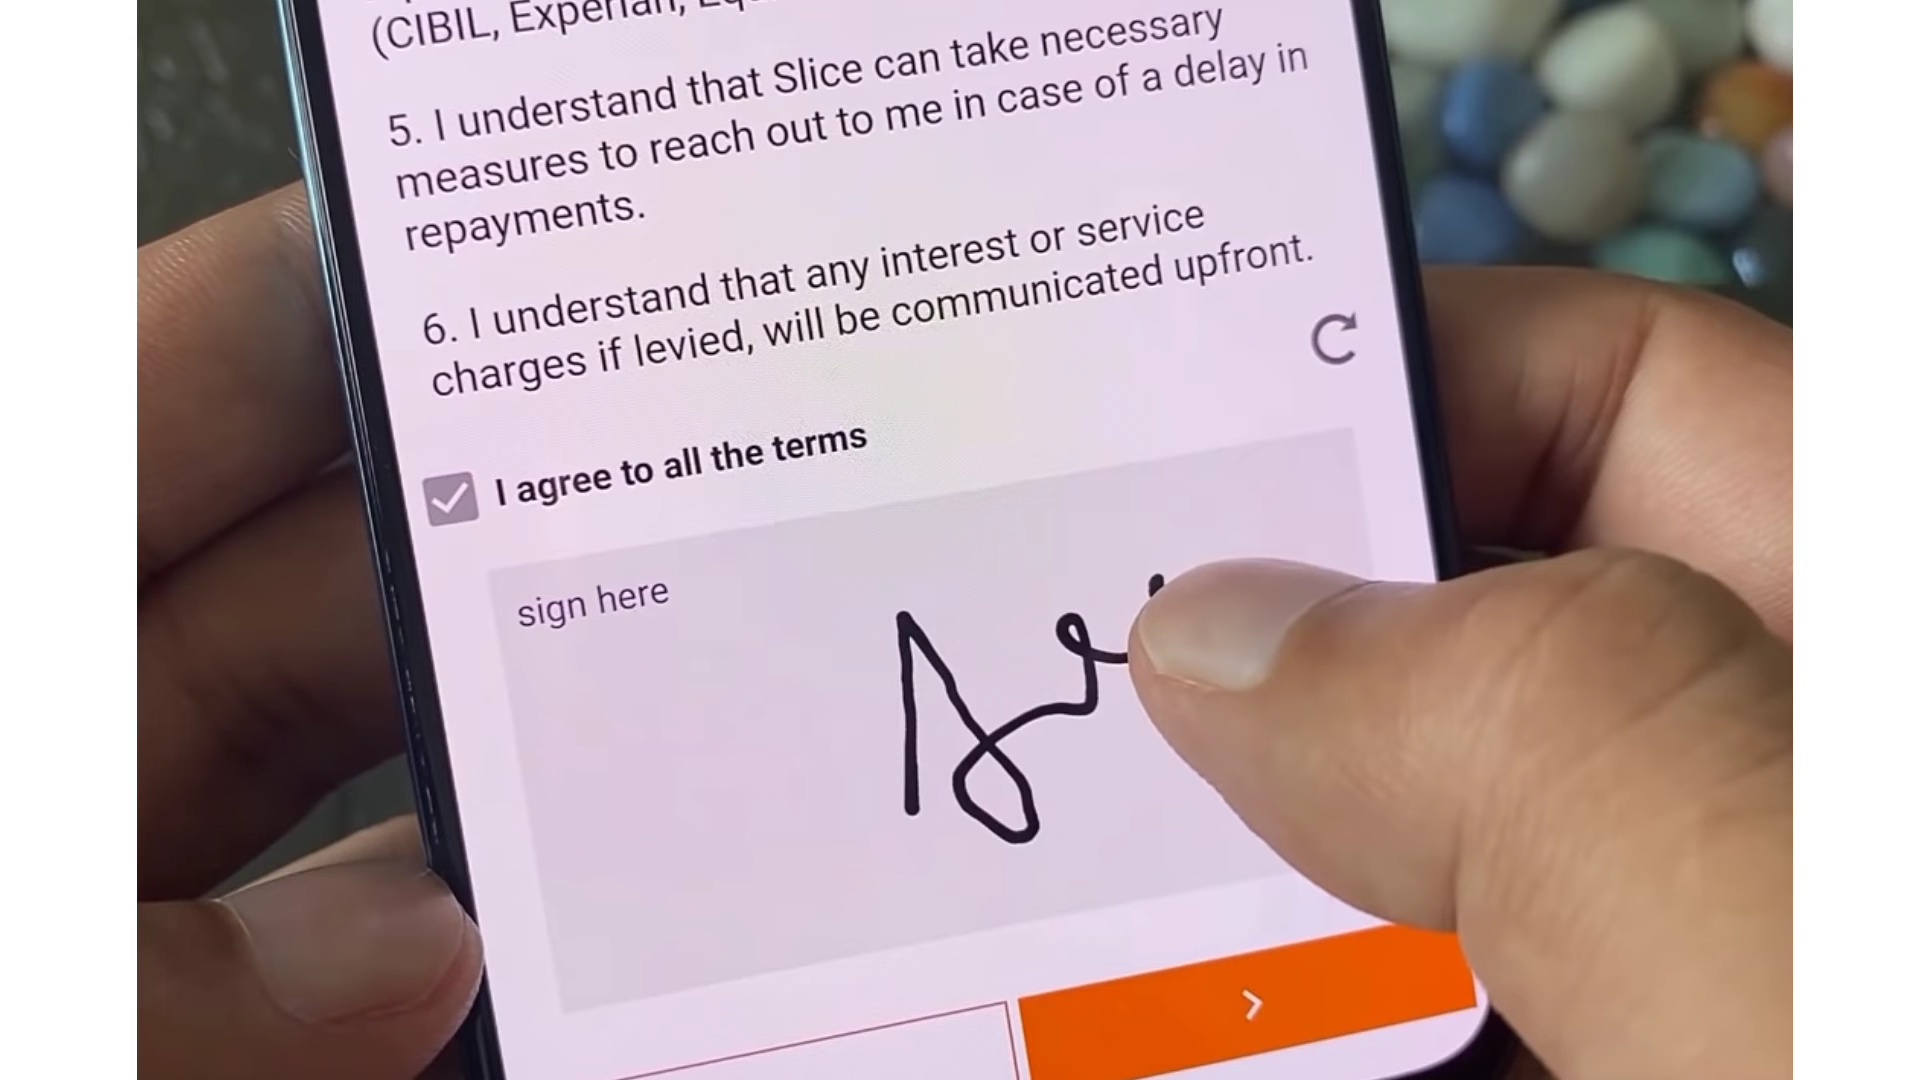 (CIBIL, Experian,
5. I understand that Slice can take necessary
measures to reach out to me in case of a delay in
repayments.
6. I understand that any interest or service
charges if levied, will be communicated upfront.
I agree to all the terms
sign here